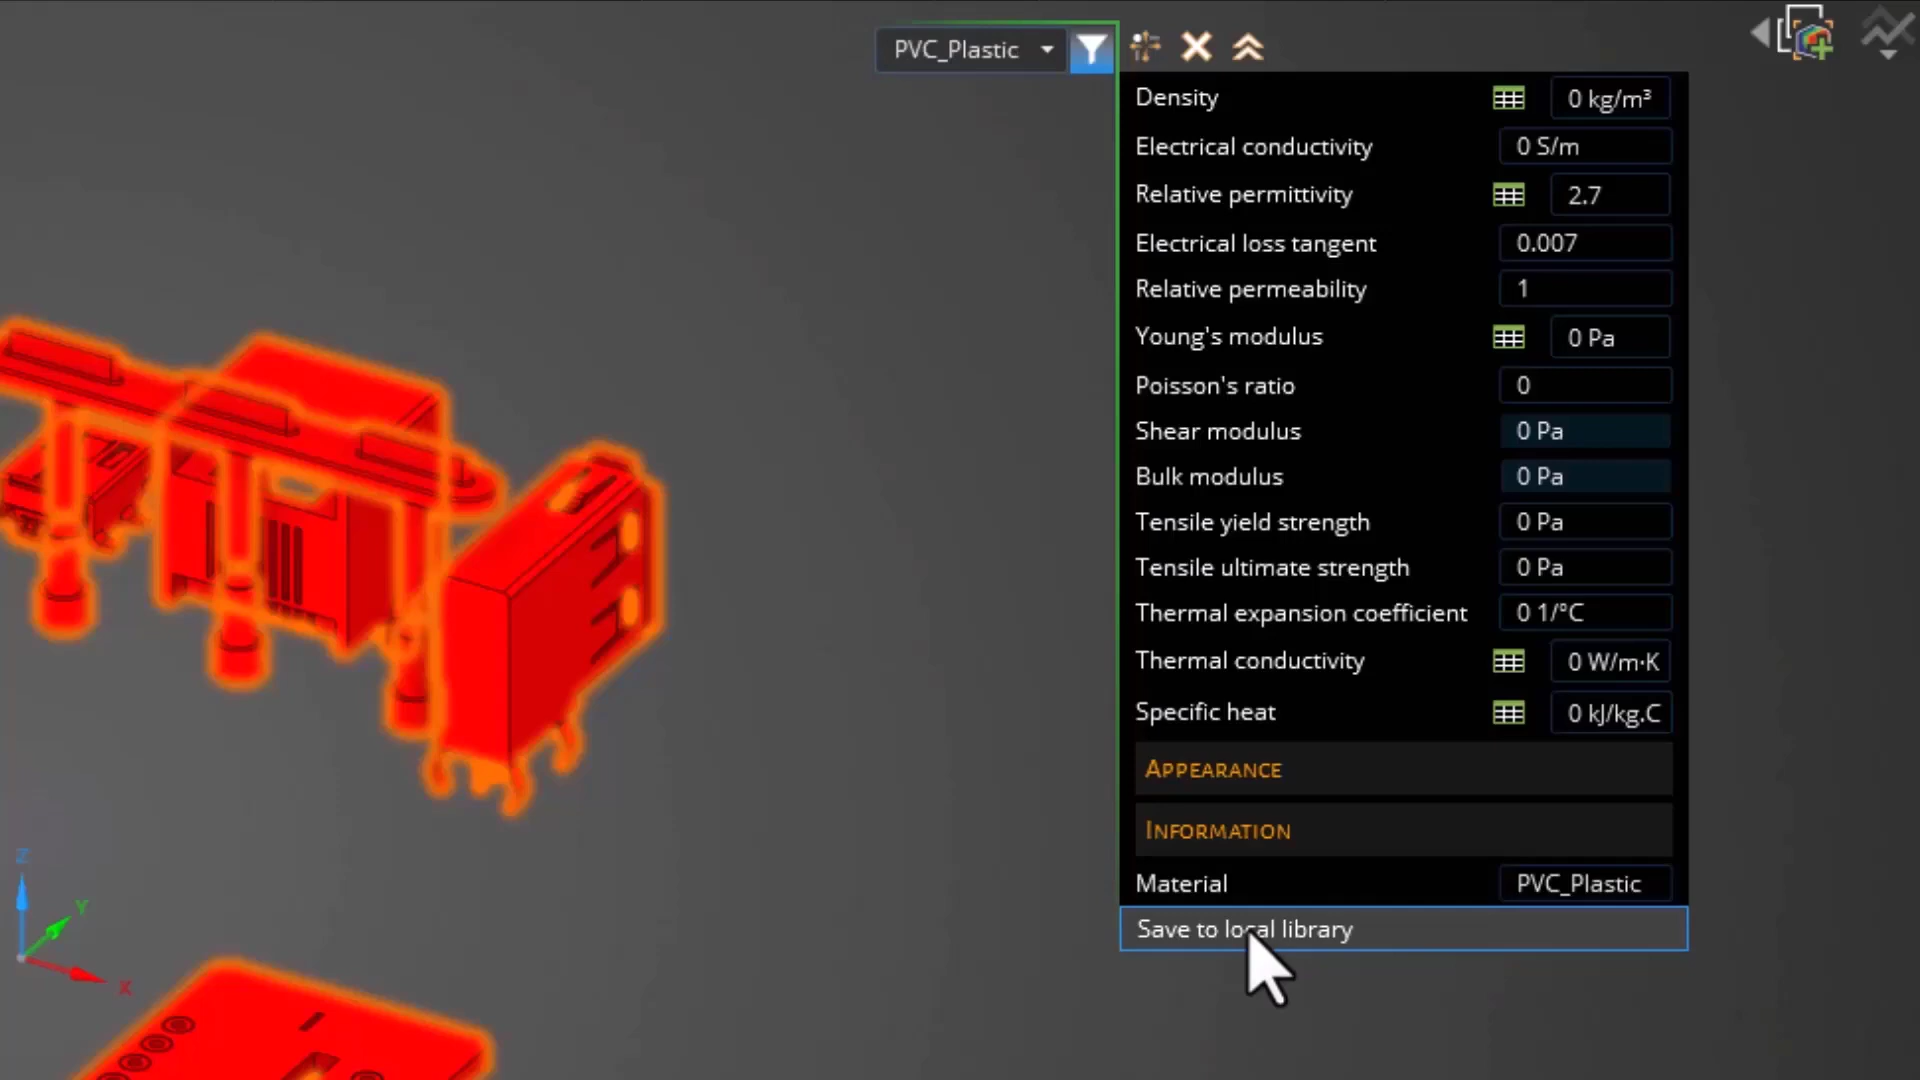 PVC_Plastic
Density 0 kg/m³
Electrical conductivity 0 S/m
Relative permittivity 2.7
Electrical loss tangent 0.007
Relative permeability 1
Young's modulus 0 Pa
Poisson's ratio 0
Shear modulus 0 Pa
Bulk modulus 0 Pa
Tensile yield strength 0 Pa
Tensile ultimate strength 0 Pa
Thermal expansion coefficient 0 1/°C
Thermal conductivity 0 W/m·K
Specific heat 0 kJ/kg.C
APPEARANCE
INFORMATION
Material PVC_Plastic
Save to local library
Z
Y
X